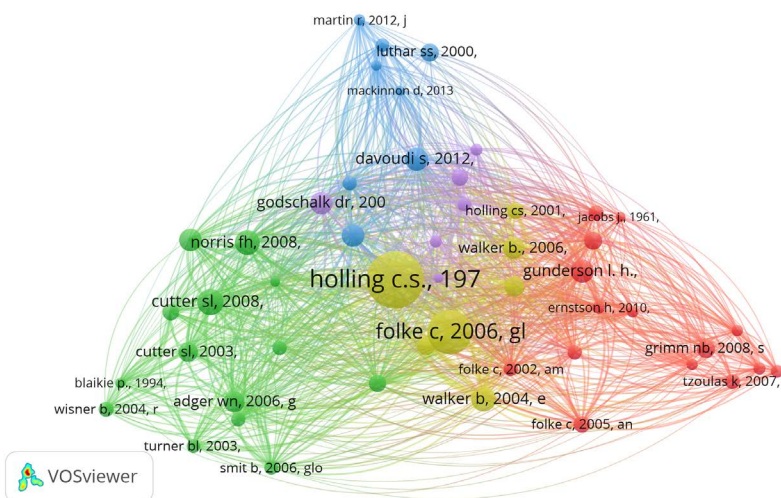 martin r, 2012, j
luthar ss, 2000,
mackinnon d, 2013
davoudi s, 2012,
godschalk dr, 200
holling cs, 2001,
jacobs j., 1961,
norris fh, 2008,
walker b., 2006,
holling c.s., 197
gunderson l. h.,
cutter sl, 2008,
ernstson h, 2010,
folke c, 2006, gl
cutter sl, 2003,
grimm nb, 2008, s
folke c, 2002, am
blaikie p., 1994,
tzoulas k, 2007,
wisner b, 2004, r
adger wn, 2006, g
walker b, 2004, e
folke c, 2005, an
turner bl, 2003,
smit b, 2006, glo
VOSviewer